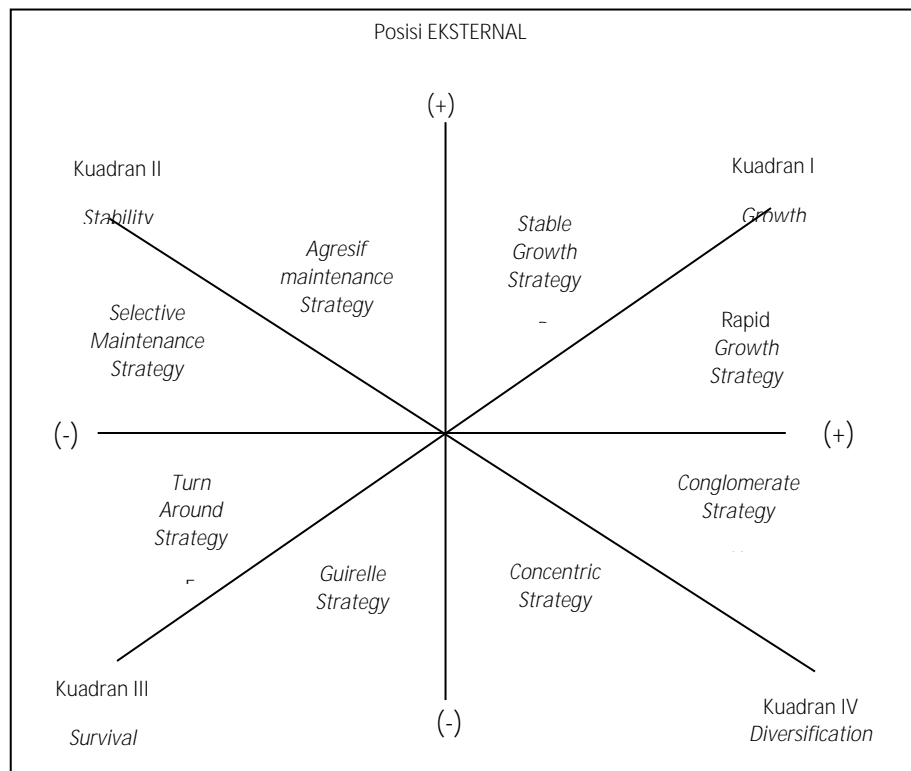 Posisi EKSTERNAL
(+)
Kuadran II
Stability
Kuadran I
Growth
Agresif
maintenance
Strategy
Stable
Growth
Strategy
Selective
Maintenance
Strategy
Rapid
Growth
Strategy
(-)
(+)
Turn
Around
Strategy
Conglomerate
Strategy
Guirelle
Strategy
Concentric
Strategy
Kuadran III
Survival
(-)
Kuadran IV
Diversification